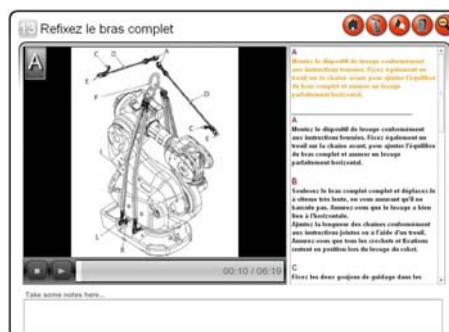 13 Refixez le bras complet
A
C
D
A
E
F
D
C
E
L
L
R
00:10 / 06:19
A
Montez le dispositif de levage conformément
aux instructions fournies. Fixez également un
treuil sur la chaîne avant, pour ajuster l'équilibre
du bras complet et assurer un levage
parfaitement horizontal.
A
Montez le dispositif de levage conformément
aux instructions fournies. Fixez également un
treuil sur la chaîne avant, pour ajuster l'équilibre
du bras complet et assurer un levage
parfaitement horizontal.
B
Soulevez le bras complet complet et déplacez-le
à vitesse très lente, en vous assurant qu'il ne
bascule pas. Assurez-vous que le levage a bien
lieu à l'horizontale.
Ajustez la longueur des chaînes conformément
aux instructions jointes ou à l'aide d'un treuil.
Assurez-vous que tous les crochets et fixations
restent en position lors du levage du robot.
C
Fixez les deux goujons de guidage dans les
Take some notes here...